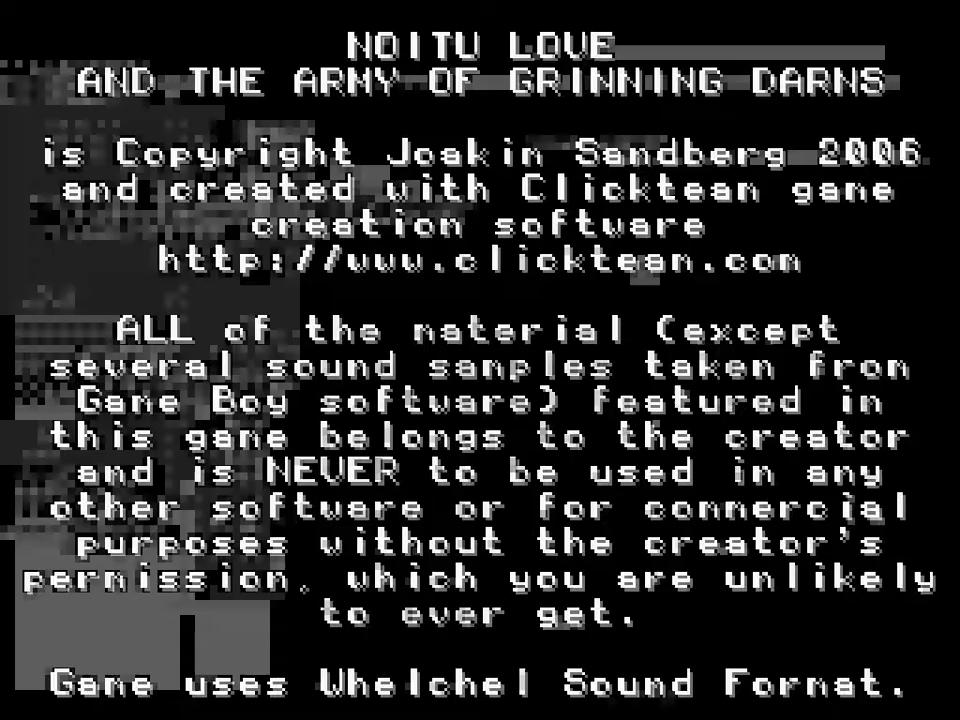 NOITU LOVE
AND THE ARMY OF GRINNING DARNS
is Copyright Joakim Sandberg 2006
and created with Clickteam game
creation software
http://www.clickteam.com
ALL of the material (except
several sound samples taken from
Game Boy software) featured in
this game belongs to the creator
and is NEVER to be used in any
other software or for commercial
purposes without the creator's
permission, which you are unlikely
to ever get.
Game uses Whelchel Sound Format.